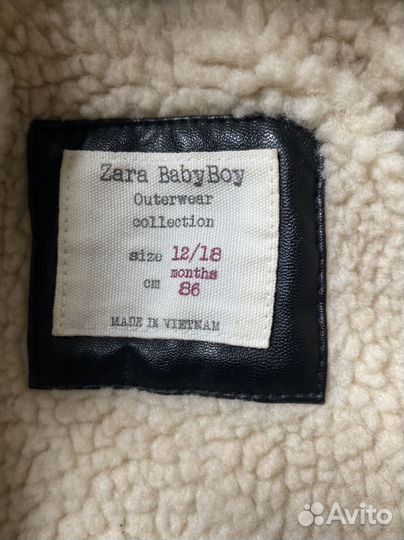 Zara BabyBoy
Outerwear
collection
size 12/18
months
cm 86
MADE IN VIETNAM
Avito